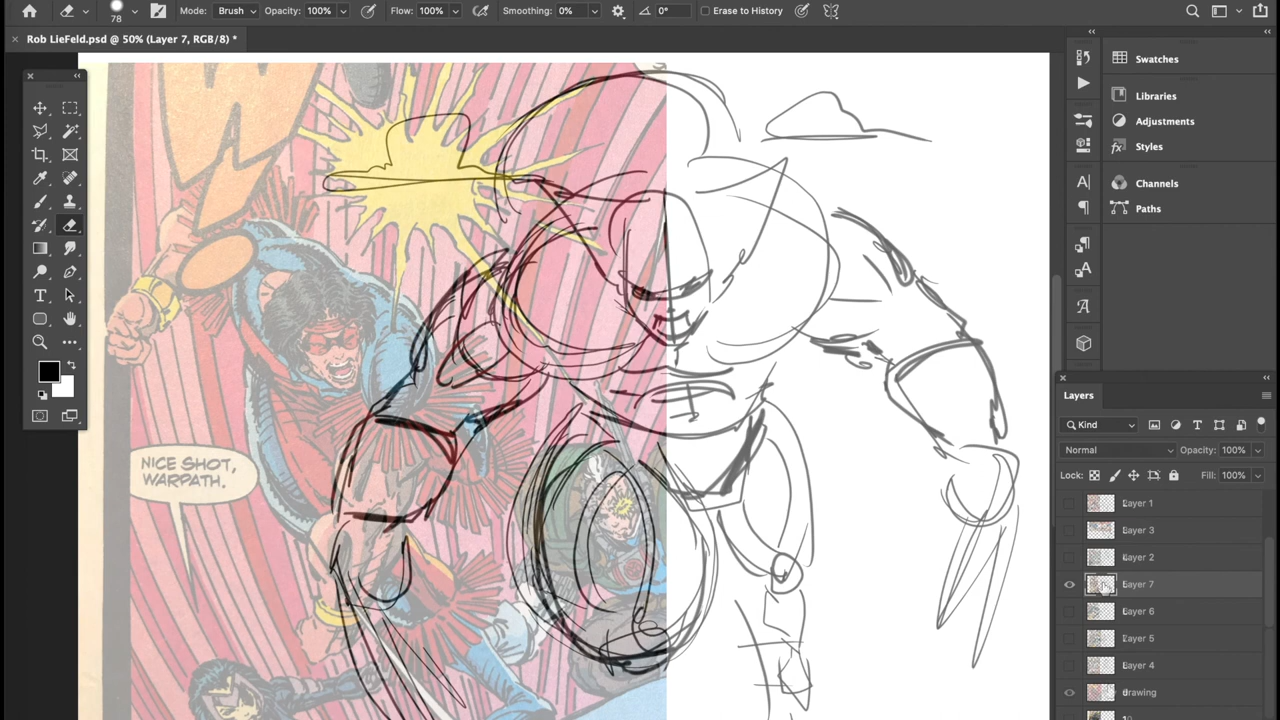 78
Mode: Brush Opacity: 100% Flow: 100% Smoothing: 0% 0° Erase to History
Rob LieFeld.psd @ 50% (Layer 7, RGB/8) *
Swatches
Libraries
Adjustments
Styles
Channels
Paths
W
NICE SHOT,
WARPATH.
Layers
Kind
Normal Opacity: 100%
Lock: Fill: 100%
Layer 1
Layer 3
Layer 2
Layer 7
Layer 6
Layer 5
Layer 4
drawing